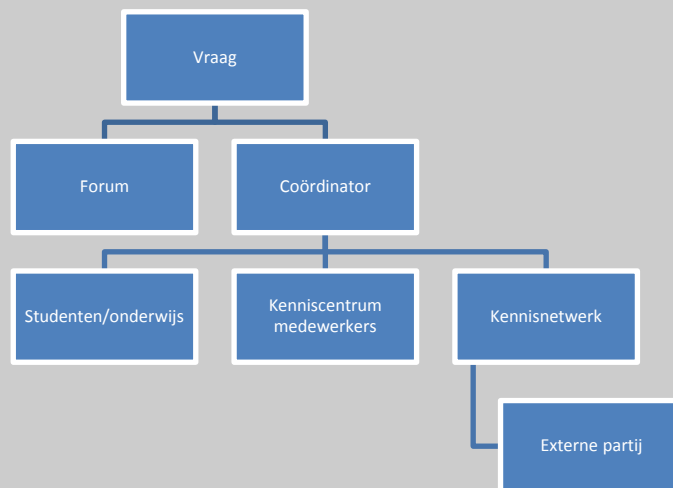 Vraag
Forum
Coördinator
Studenten/onderwijs
Kenniscentrum
medewerkers
Kennisnetwerk
Externe partij